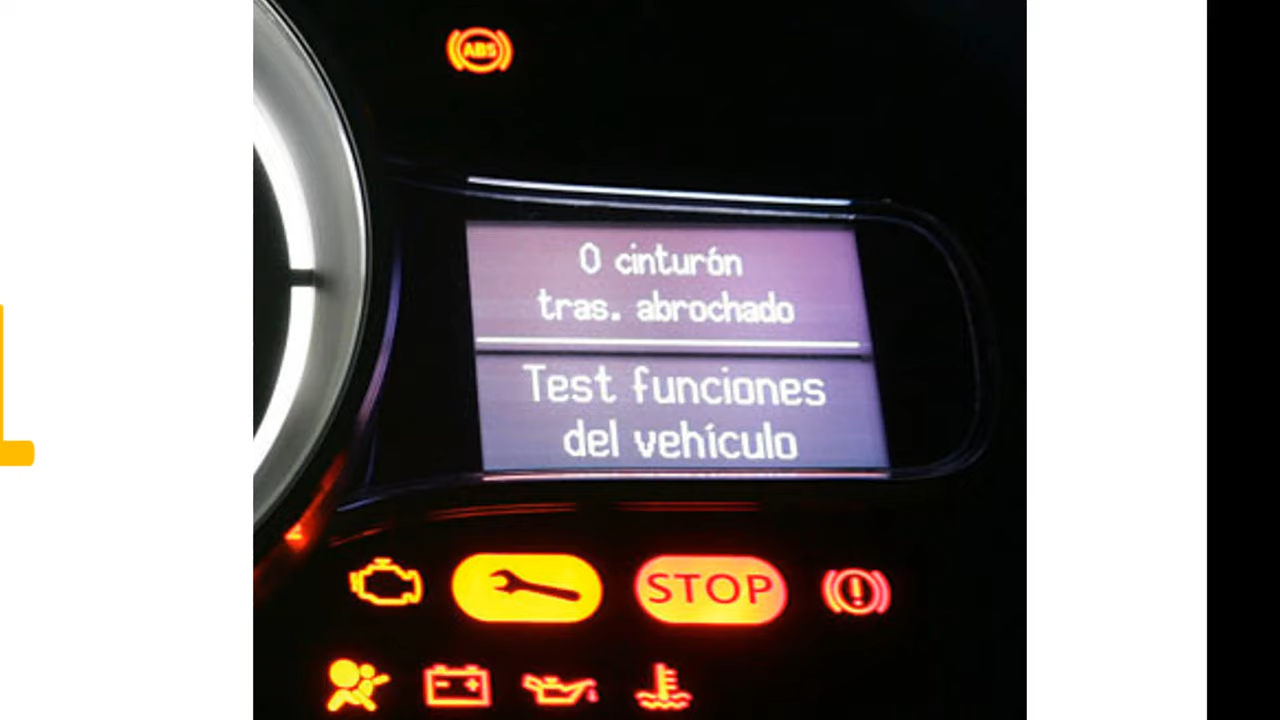 ABS
0 cinturón
tras. abrochado
Test funciones
del vehículo
STOP